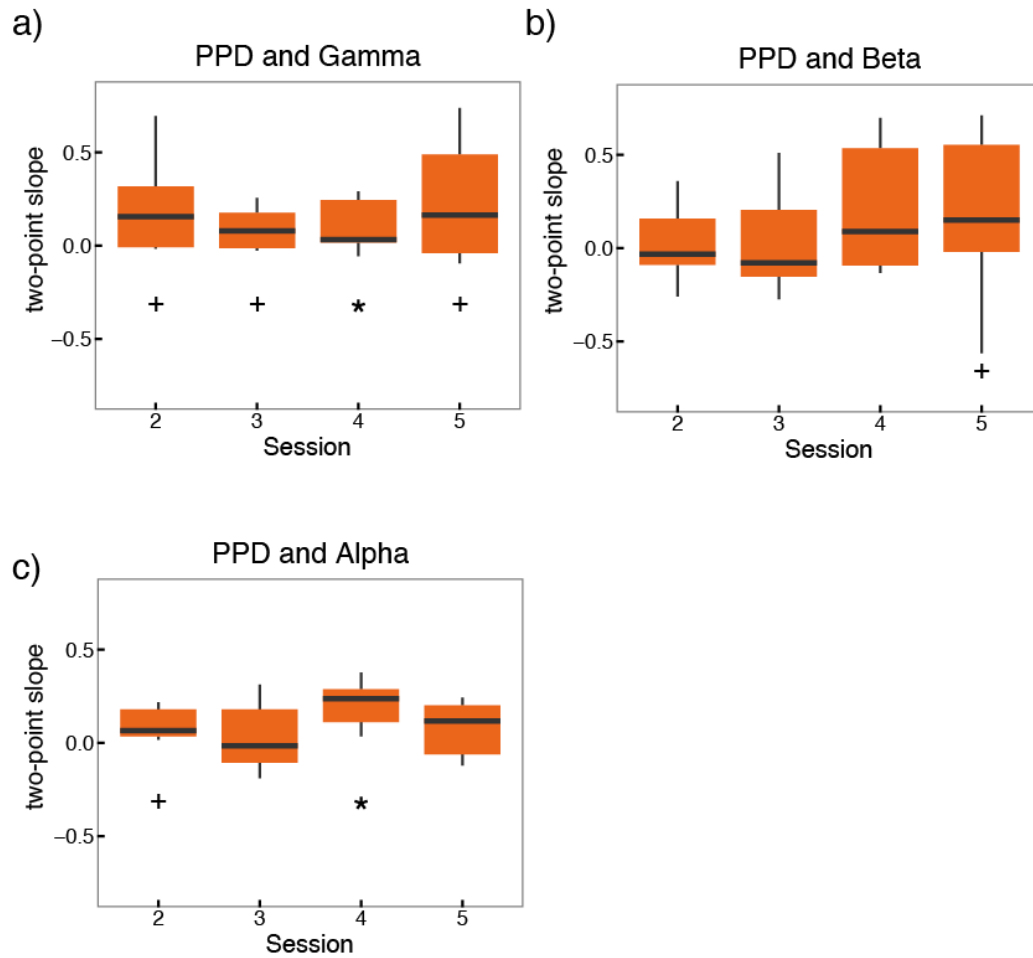 a)
PPD and Gamma
two-point slope
0.5
0.0
−0.5
+ + * +
2 3 4 5
Session
b)
PPD and Beta
two-point slope
0.5
0.0
−0.5
+
2 3 4 5
Session
c)
PPD and Alpha
two-point slope
0.5
0.0
−0.5
+ *
2 3 4 5
Session